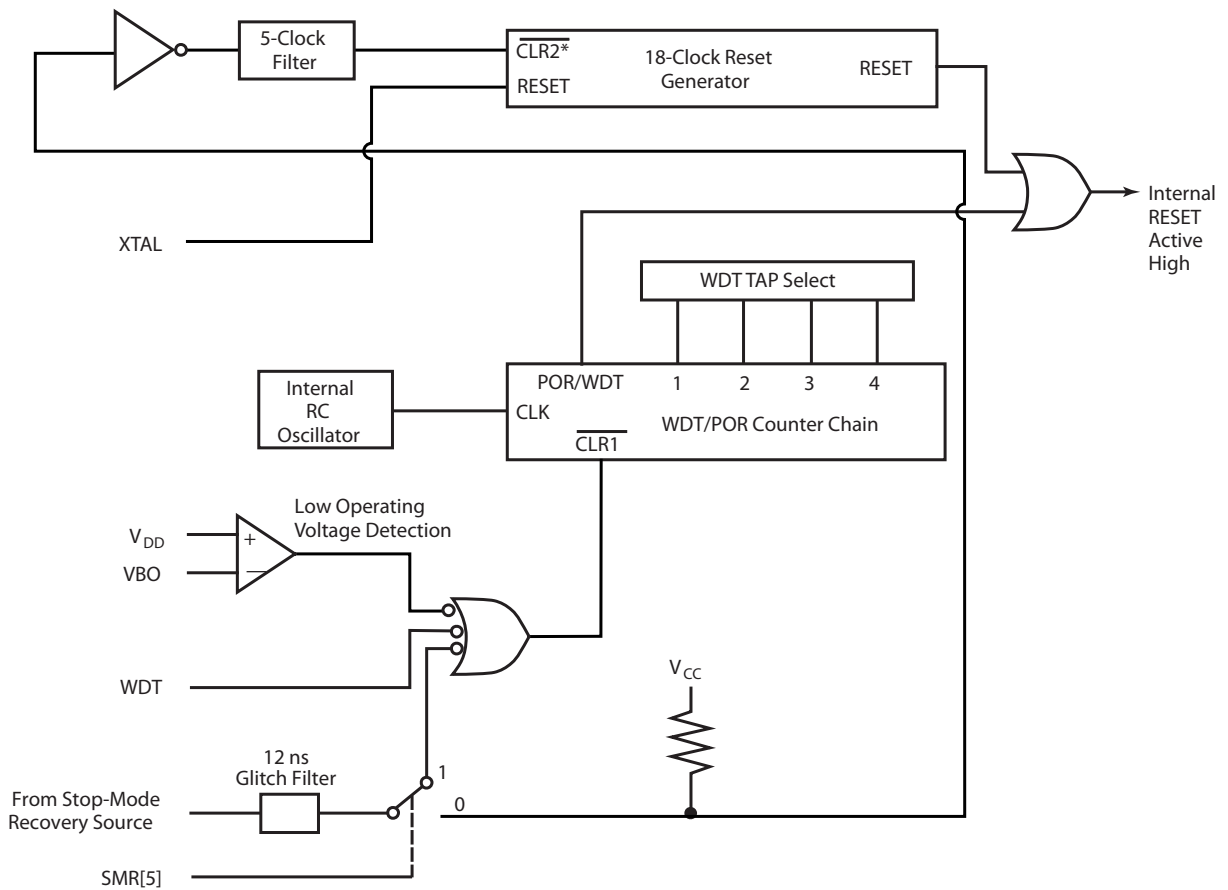 5-Clock
Filter
CLR2*
RESET
18-Clock Reset
Generator
RESET
Internal
RESET
Active
High
XTAL
WDT TAP Select
POR/WDT
1
2
3
4
CLK
WDT/POR Counter Chain
CLR1
Internal
RC
Oscillator
Low Operating
Voltage Detection
VDD
+
VBO
—
WDT
VCC
12 ns
Glitch Filter
1
0
From Stop-Mode
Recovery Source
SMR[5]